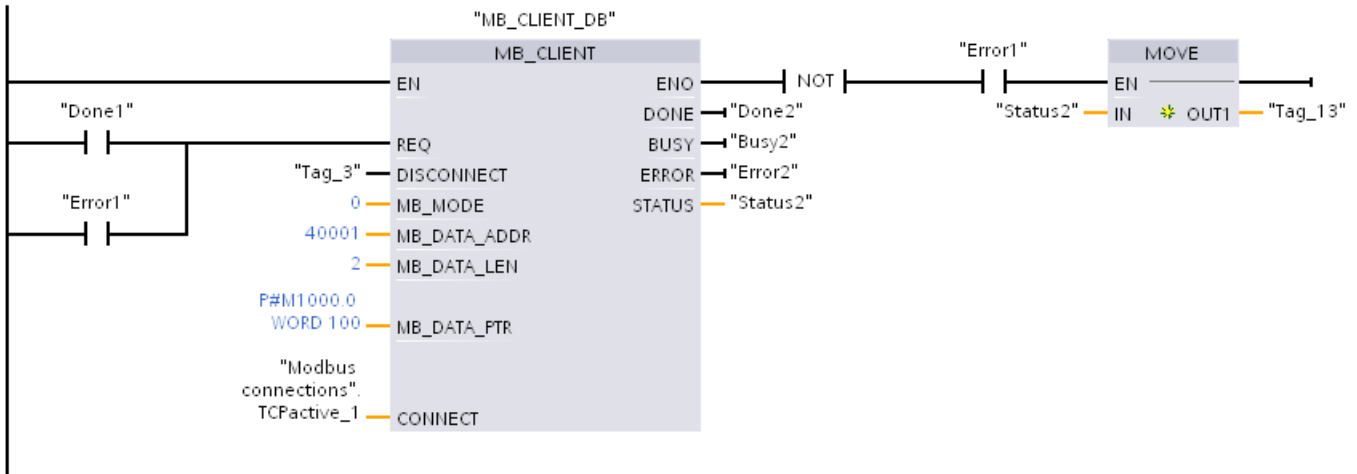 "MB_CLIENT_DB"
MB_CLIENT
"Error1"
MOVE
EN
ENO
NOT
EN
"Done1"
DONE
"Done2"
"Status2"
IN
OUT1
"Tag_13"
REQ
BUSY
"Busy2"
"Tag_3"
DISCONNECT
ERROR
"Error2"
"Error1"
0
MB_MODE
STATUS
"Status2"
40001
MB_DATA_ADDR
2
MB_DATA_LEN
P#M1000.0
WORD 100
MB_DATA_PTR
"Modbus
connections".
TCPactive_1
CONNECT